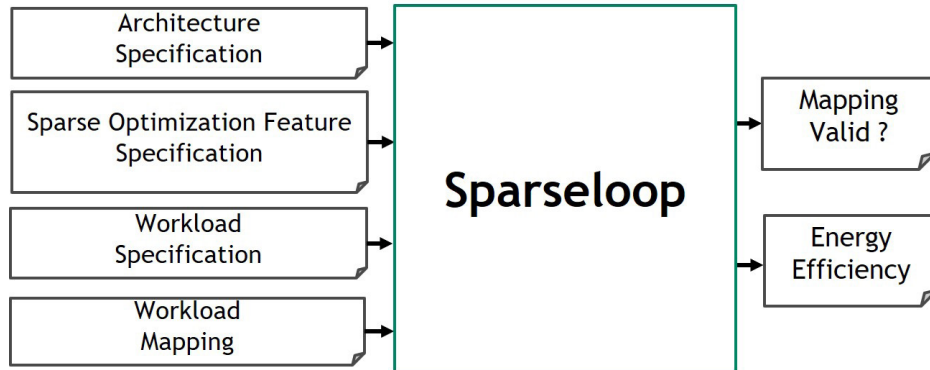 Architecture
Specification
Sparse Optimization Feature
Specification
Workload
Specification
Workload
Mapping
Sparseloop
Mapping
Valid ?
Energy
Efficiency